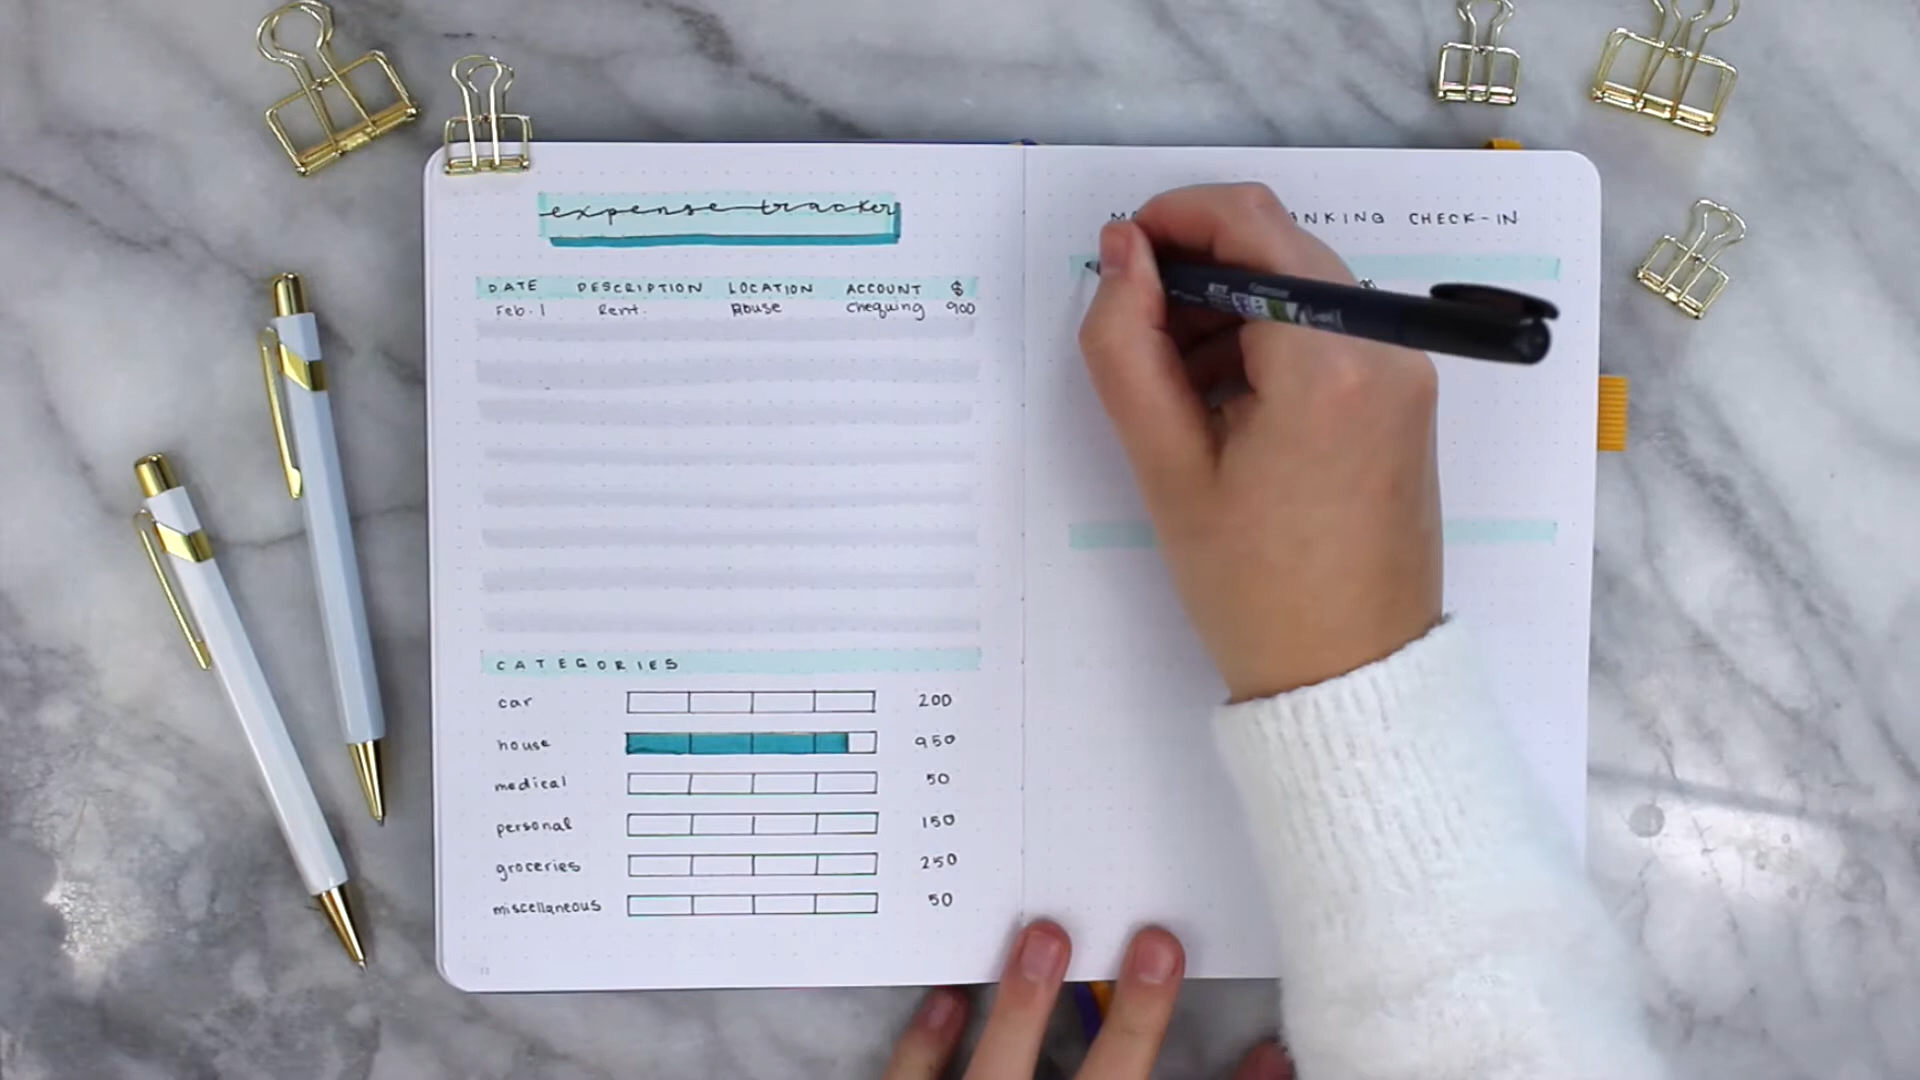 expense tracker
DATE DESCRIPTION LOCATION ACCOUNT $
Feb. 1 Rent. House chequing 900
CATEGORIES
car 200
house 950
medical 50
personal 150
groceries 250
miscellaneous 50
CHECK-IN